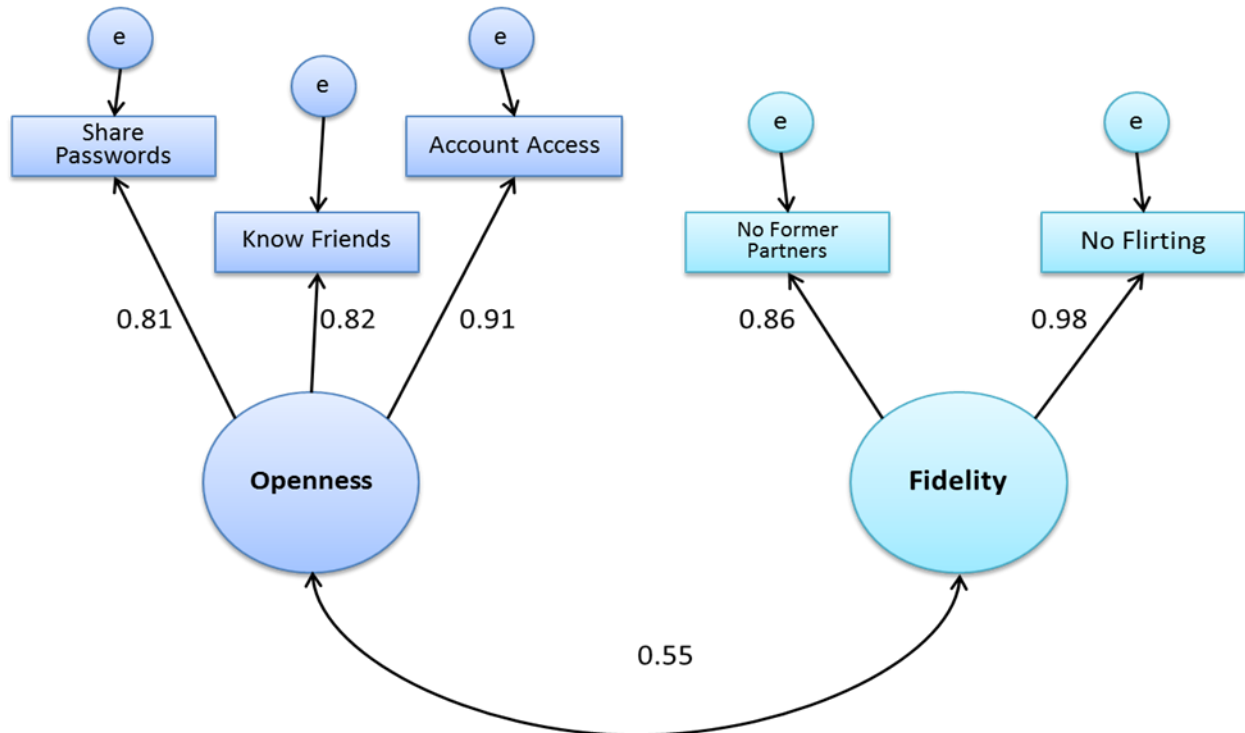 e
e
e
e
e
Share
Passwords
Account Access
Know Friends
No Former
Partners
No Flirting
0.81
0.82
0.91
0.86
0.98
Openness
Fidelity
0.55